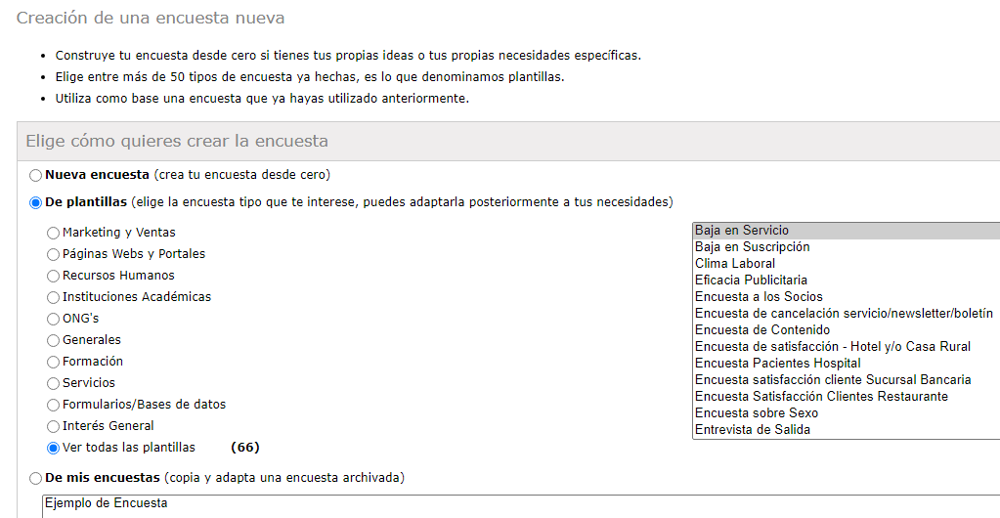 Creación de una encuesta nueva
• Construye tu encuesta desde cero si tienes tus propias ideas o tus propias necesidades específicas.
• Elige entre más de 50 tipos de encuesta ya hechas, es lo que denominamos plantillas.
• Utiliza como base una encuesta que ya hayas utilizado anteriormente.
Elige cómo quieres crear la encuesta
Nueva encuesta (crea tu encuesta desde cero)
De plantillas (elige la encuesta tipo que te interese, puedes adaptarla posteriormente a tus necesidades)
Marketing y Ventas
Páginas Webs y Portales
Recursos Humanos
Instituciones Académicas
ONG's
Generales
Formación
Servicios
Formularios/Bases de datos
Interés General
Ver todas las plantillas (66)
Baja en Servicio
Baja en Suscripción
Clima Laboral
Eficacia Publicitaria
Encuesta a los Socios
Encuesta de cancelación servicio/newsletter/boletín
Encuesta de Contenido
Encuesta de satisfacción - Hotel y/o Casa Rural
Encuesta Pacientes Hospital
Encuesta satisfacción cliente Sucursal Bancaria
Encuesta Satisfacción Clientes Restaurante
Encuesta sobre Sexo
Entrevista de Salida
De mis encuestas (copia y adapta una encuesta archivada)
Ejemplo de Encuesta